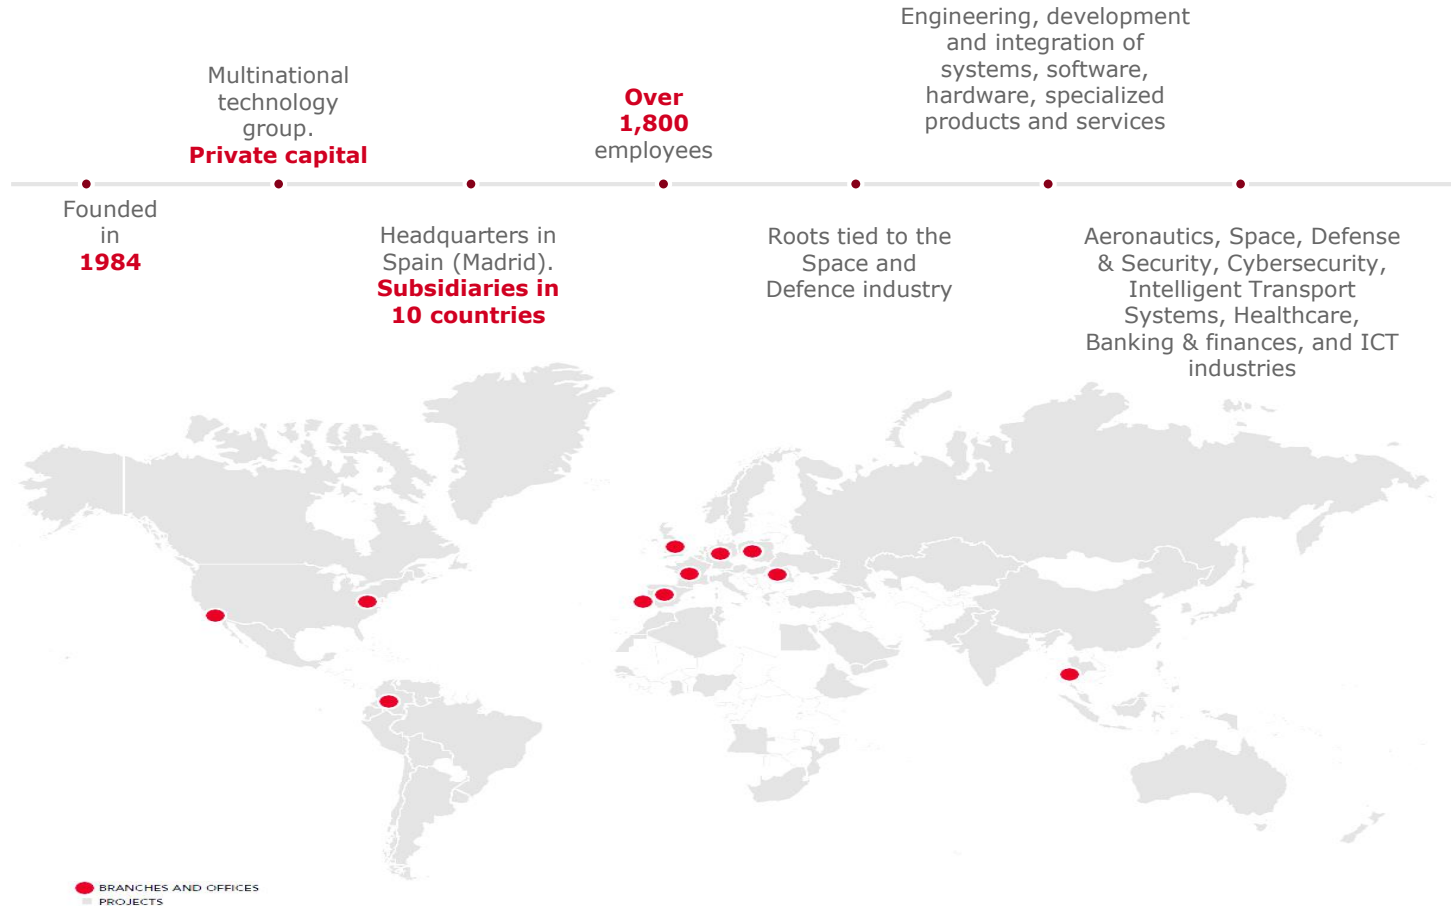 Founded
in
1984
Multinational
technology
group.
Private capital
Headquarters in
Spain (Madrid).
Subsidiaries in
10 countries
Over
1,800
employees
Roots tied to the
Space and
Defence industry
Engineering, development
and integration of
systems, software,
hardware, specialized
products and services
Aeronautics, Space, Defense
& Security, Cybersecurity,
Intelligent Transport
Systems, Healthcare,
Banking & finances, and ICT
industries
BRANCHES AND OFFICES
PROJECTS